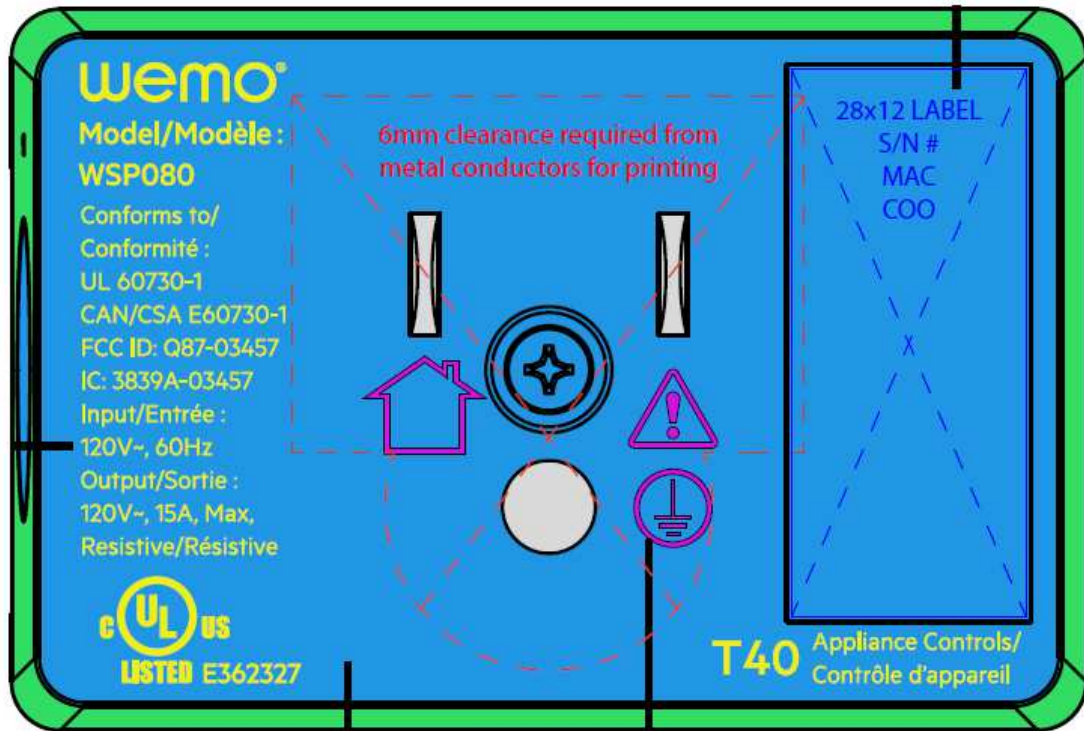 wemo®
Model/Modèle :
WSP080
Conforms to/
Conformité :
UL 60730-1
CAN/CSA E60730-1
FCC ID: Q87-03457
IC: 3839A-03457
Input/Entrée :
120V~, 60Hz
Output/Sortie :
120V~, 15A, Max,
Resistive/Résistive
C UL US
LISTED E362327
6mm clearance required from
metal conductors for printing
28x12 LABEL
S/N #
MAC
COO
T40 Appliance Controls/
Contrôle d'appareil